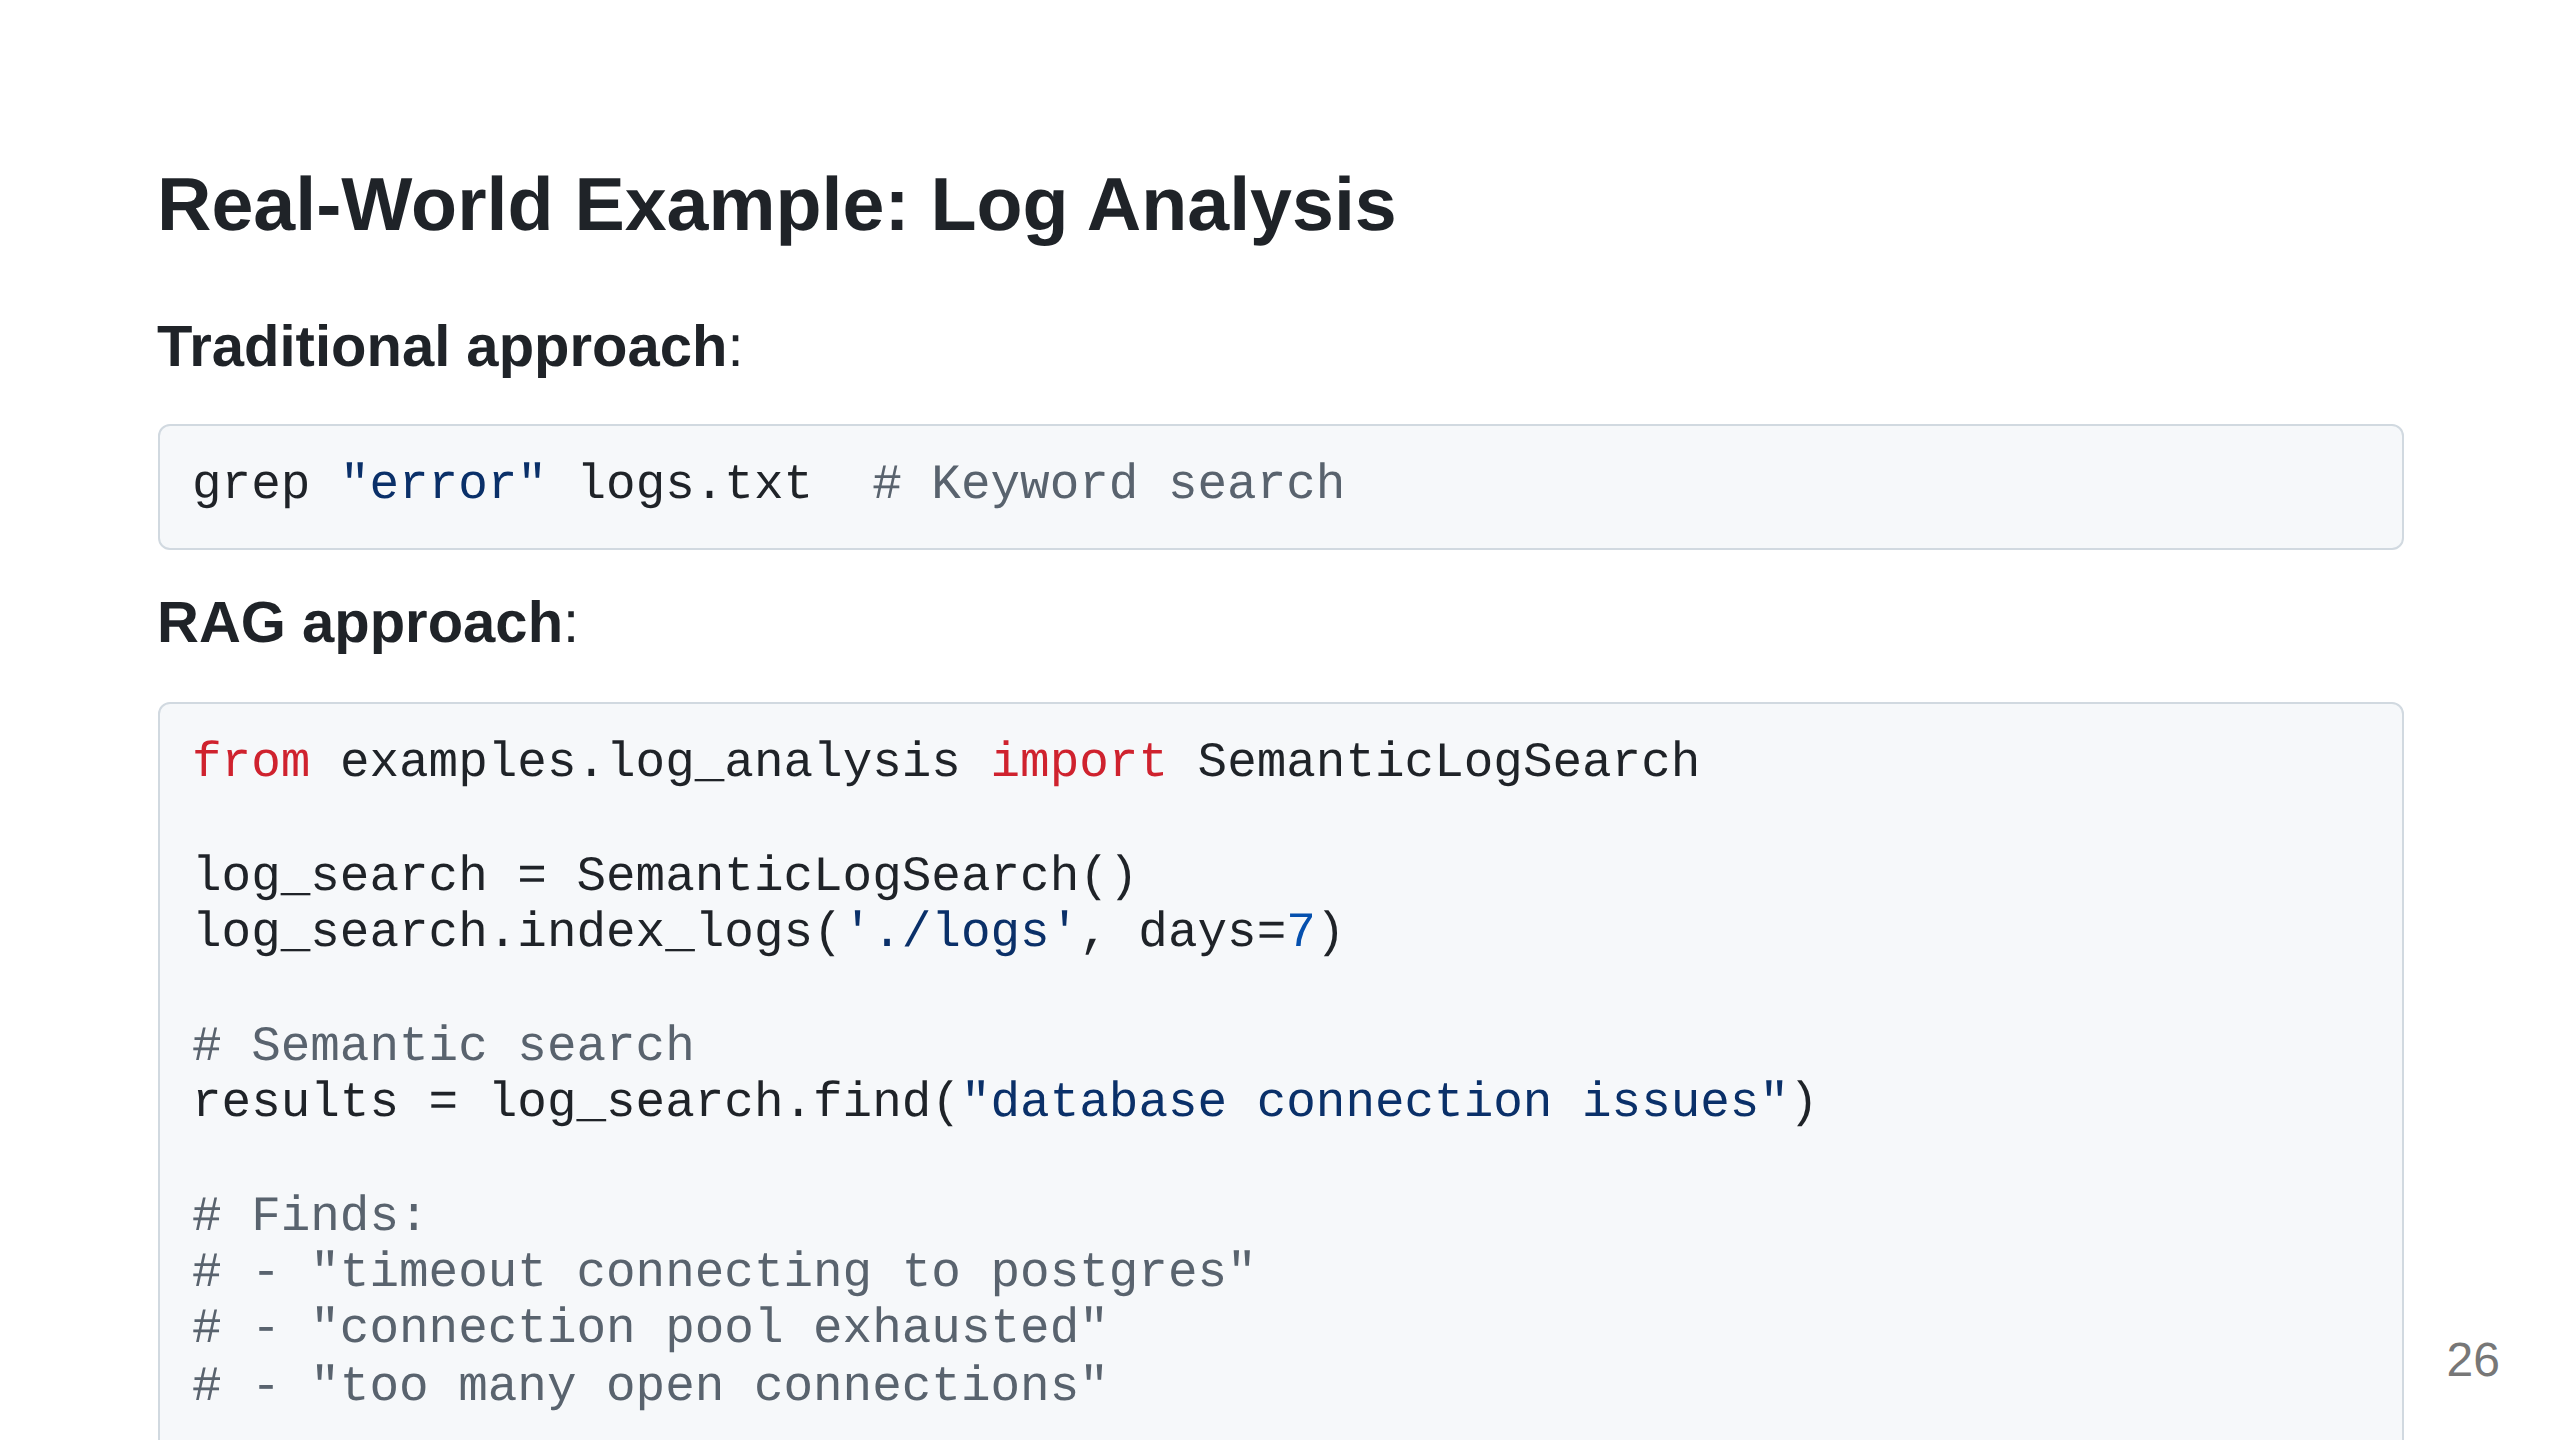 Real-World Example: Log Analysis
Traditional approach:
grep "error" logs.txt  # Keyword search
RAG approach:
from examples.log_analysis import SemanticLogSearch
log_search = SemanticLogSearch()
log_search.index_logs('./logs', days=7)
# Semantic search
results = log_search.find("database connection issues")
# Finds:
# - "timeout connecting to postgres"
# - "connection pool exhausted"
# - "too many open connections"
26